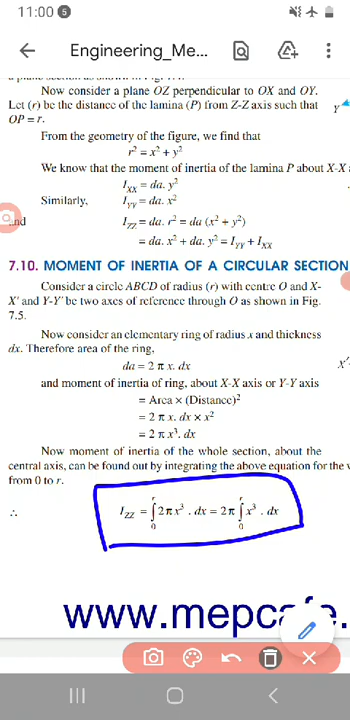 11:00 5
Engineering_Me...
Now consider a plane OZ perpendicular to OX and OY.
Let (r) be the distance of the lamina (P) from Z-Z axis such that
Y
OP = r.
From the geometry of the figure, we find that
r² = x² + y²
We know that the moment of inertia of the lamina P about X-X
I_XX = da. y²
Similarly, I_YY = da. x²
and I_ZZ = da. r² = da (x² + y²)
= da. x² + da. y² = I_YY + I_XX
7.10. MOMENT OF INERTIA OF A CIRCULAR SECTION
Consider a circle ABCD of radius (r) with centre O and X-
X' and Y-Y' be two axes of reference through O as shown in Fig.
7.5.
Now consider an elementary ring of radius x and thickness
dx. Therefore area of the ring,
X'
da = 2 π x. dx
and moment of inertia of ring, about X-X axis or Y-Y axis
= Area × (Distance)²
= 2 π x. dx × x²
= 2 π x³. dx
Now moment of inertia of the whole section, about the
central axis, can be found out by integrating the above equation for the
from 0 to r.
∴ I_ZZ = ∫₀ʳ 2 π x³ . dx = 2π ∫₀ʳ x³ . dx